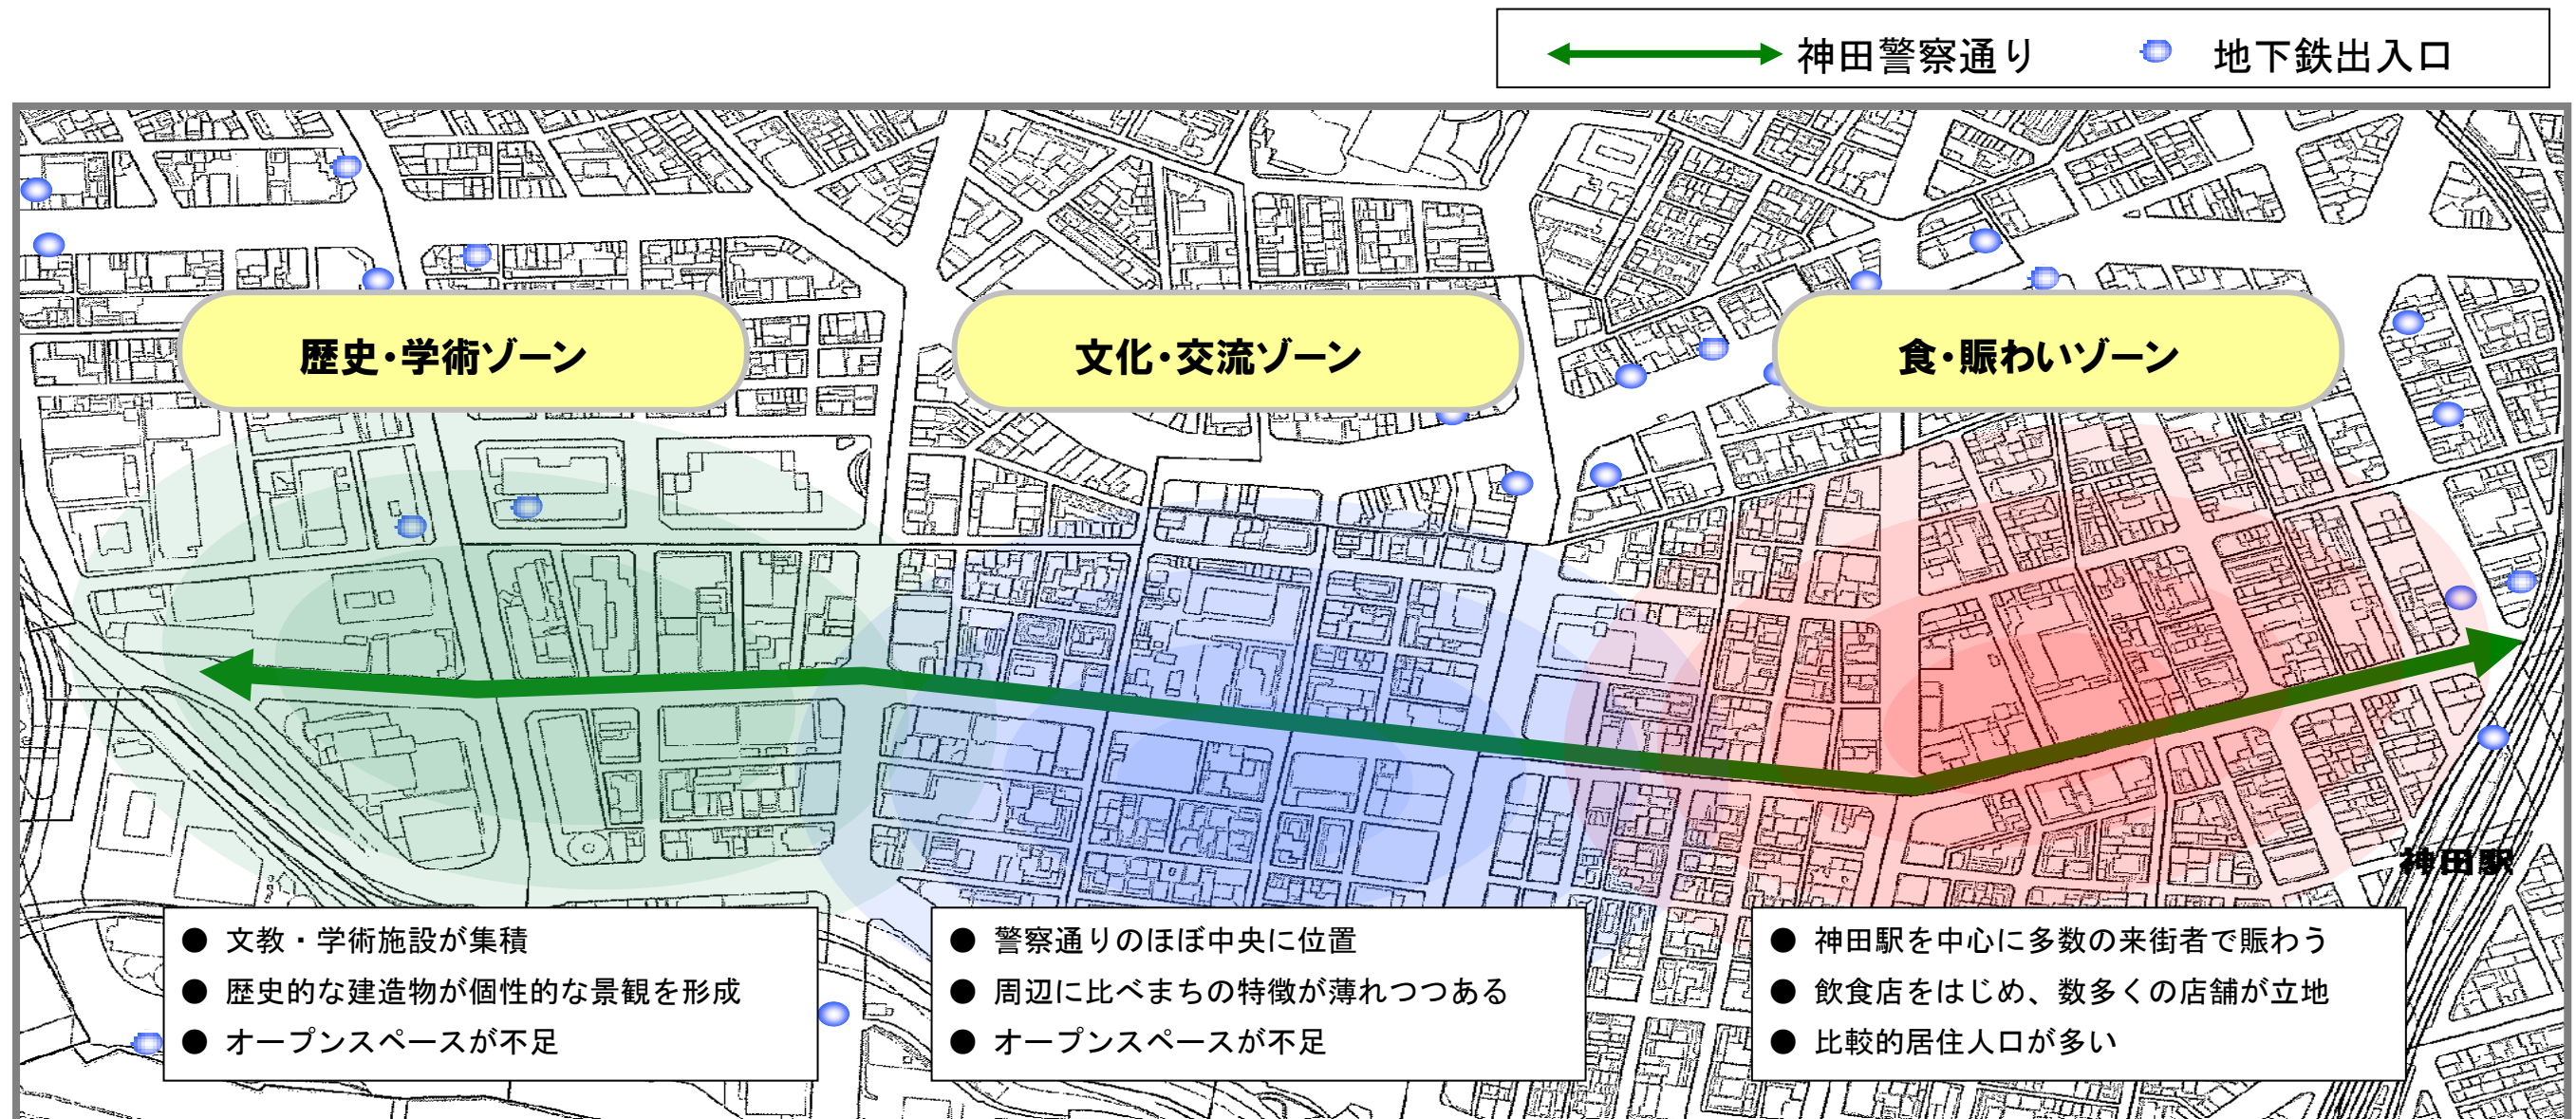 神田警察通り
地下鉄出入口
歴史・学術ゾーン
文化・交流ゾーン
食・賑わいゾーン
神田駅
● 文教・学術施設が集積
● 歴史的な建造物が個性的な景観を形成
● オープンスペースが不足
● 警察通りのほぼ中央に位置
● 周辺に比べまちの特徴が薄れつつある
● オープンスペースが不足
● 神田駅を中心に多数の来街者で賑わう
● 飲食店をはじめ、数多くの店舗が立地
● 比較的居住人口が多い